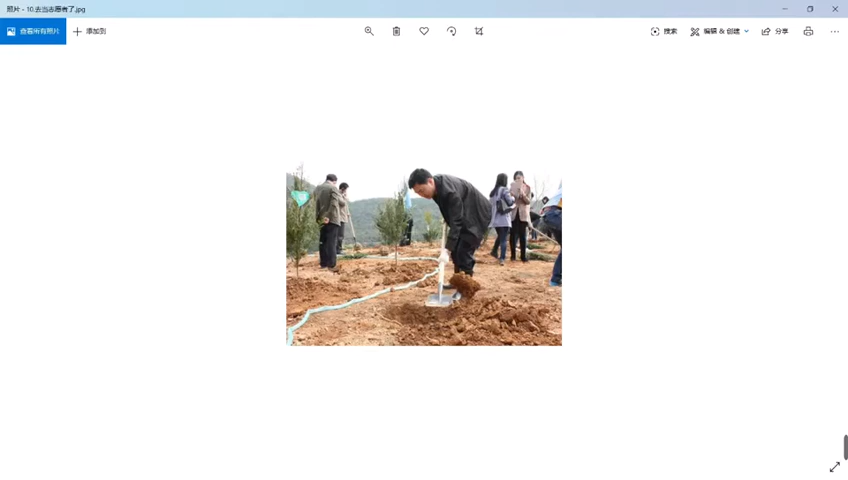 照片 - 10.去当志愿者了.jpg
查看所有照片
添加到
搜索
编辑 & 创建
分享